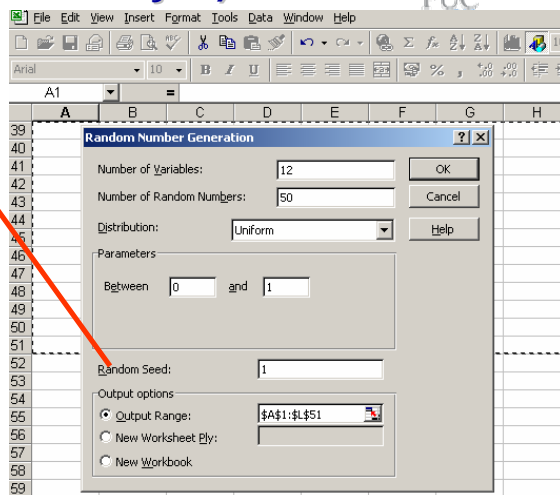 File Edit View Insert Format Tools Data Window Help
Arial 10 B I U
A1 =
A B C D E F G H
39
Random Number Generation
40
41 Number of Variables: 12 OK
42
43 Number of Random Numbers: 50 Cancel
44 Distribution: Uniform Help
45
46 Parameters
47
48 Between 0 and 1
49
50
51
52 Random Seed: 1
53
54 Output options
55 Output Range: $A$1:$L$51
56 New Worksheet Ply:
57
58 New Workbook
59